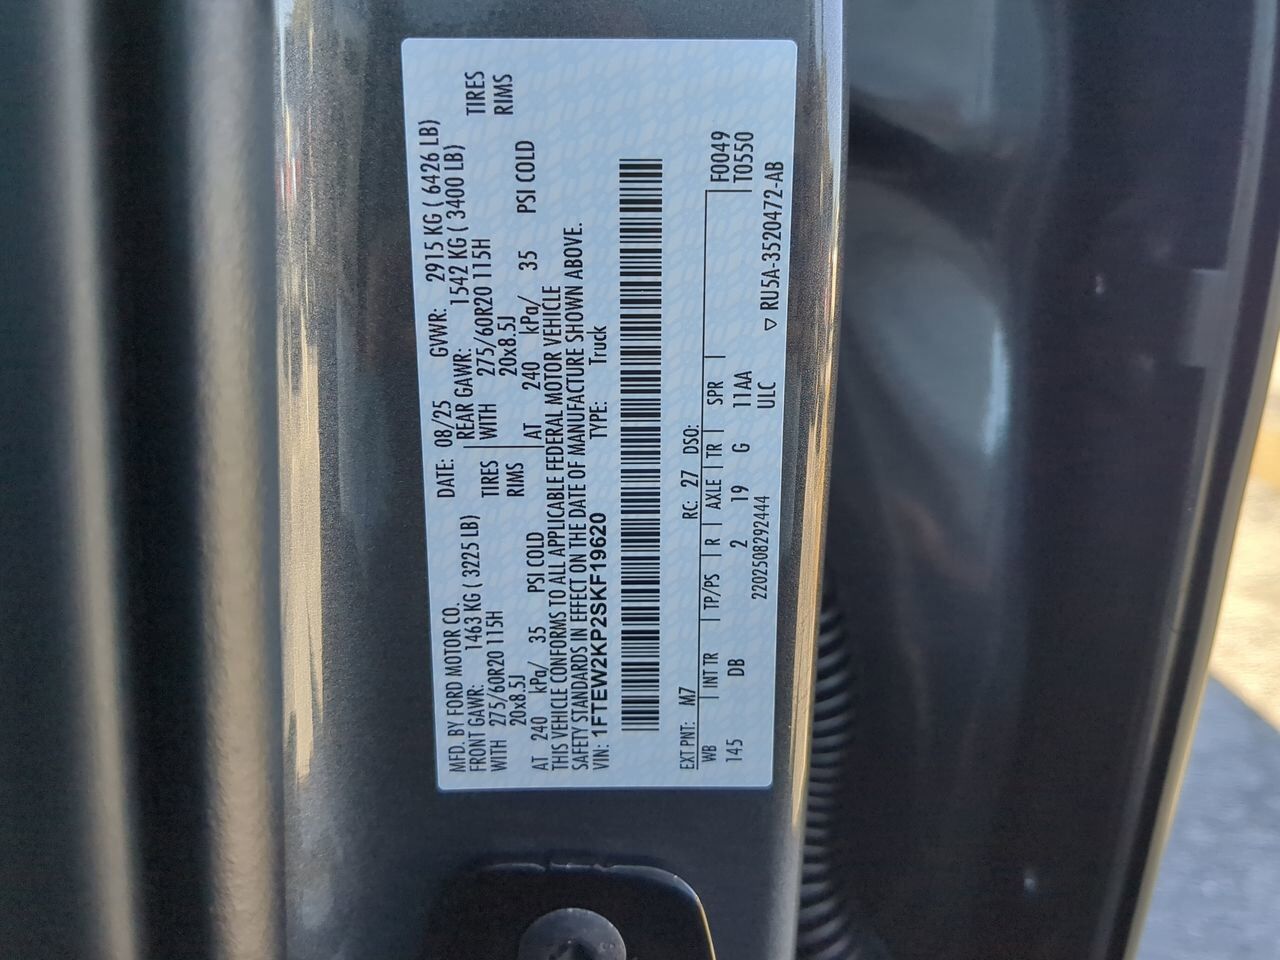 MFD. BY FORD MOTOR CO. DATE: 08/25 GVWR: 2915 KG ( 6426 LB)
FRONT GAWR: 1463 KG ( 3225 LB) REAR GAWR: 1542 KG ( 3400 LB)
WITH 275/60R20 115H TIRES WITH 275/60R20 115H TIRES
20x8.5J RIMS 20x8.5J RIMS
AT 240 kPa/ 35 PSI COLD AT 240 kPa/ 35 PSI COLD
THIS VEHICLE CONFORMS TO ALL APPLICABLE FEDERAL MOTOR VEHICLE
SAFETY STANDARDS IN EFFECT ON THE DATE OF MANUFACTURE SHOWN ABOVE.
VIN: 1FTEW2KP2SKF19620 TYPE: Truck
EXT PNT: M7 RC: 27 DSO:
WB INT TR TP/PS R AXLE TR SPR F0049
145 DB 2 19 G 11AA T0550
2202508292444 ULC ▽ RU5A-3520472-AB